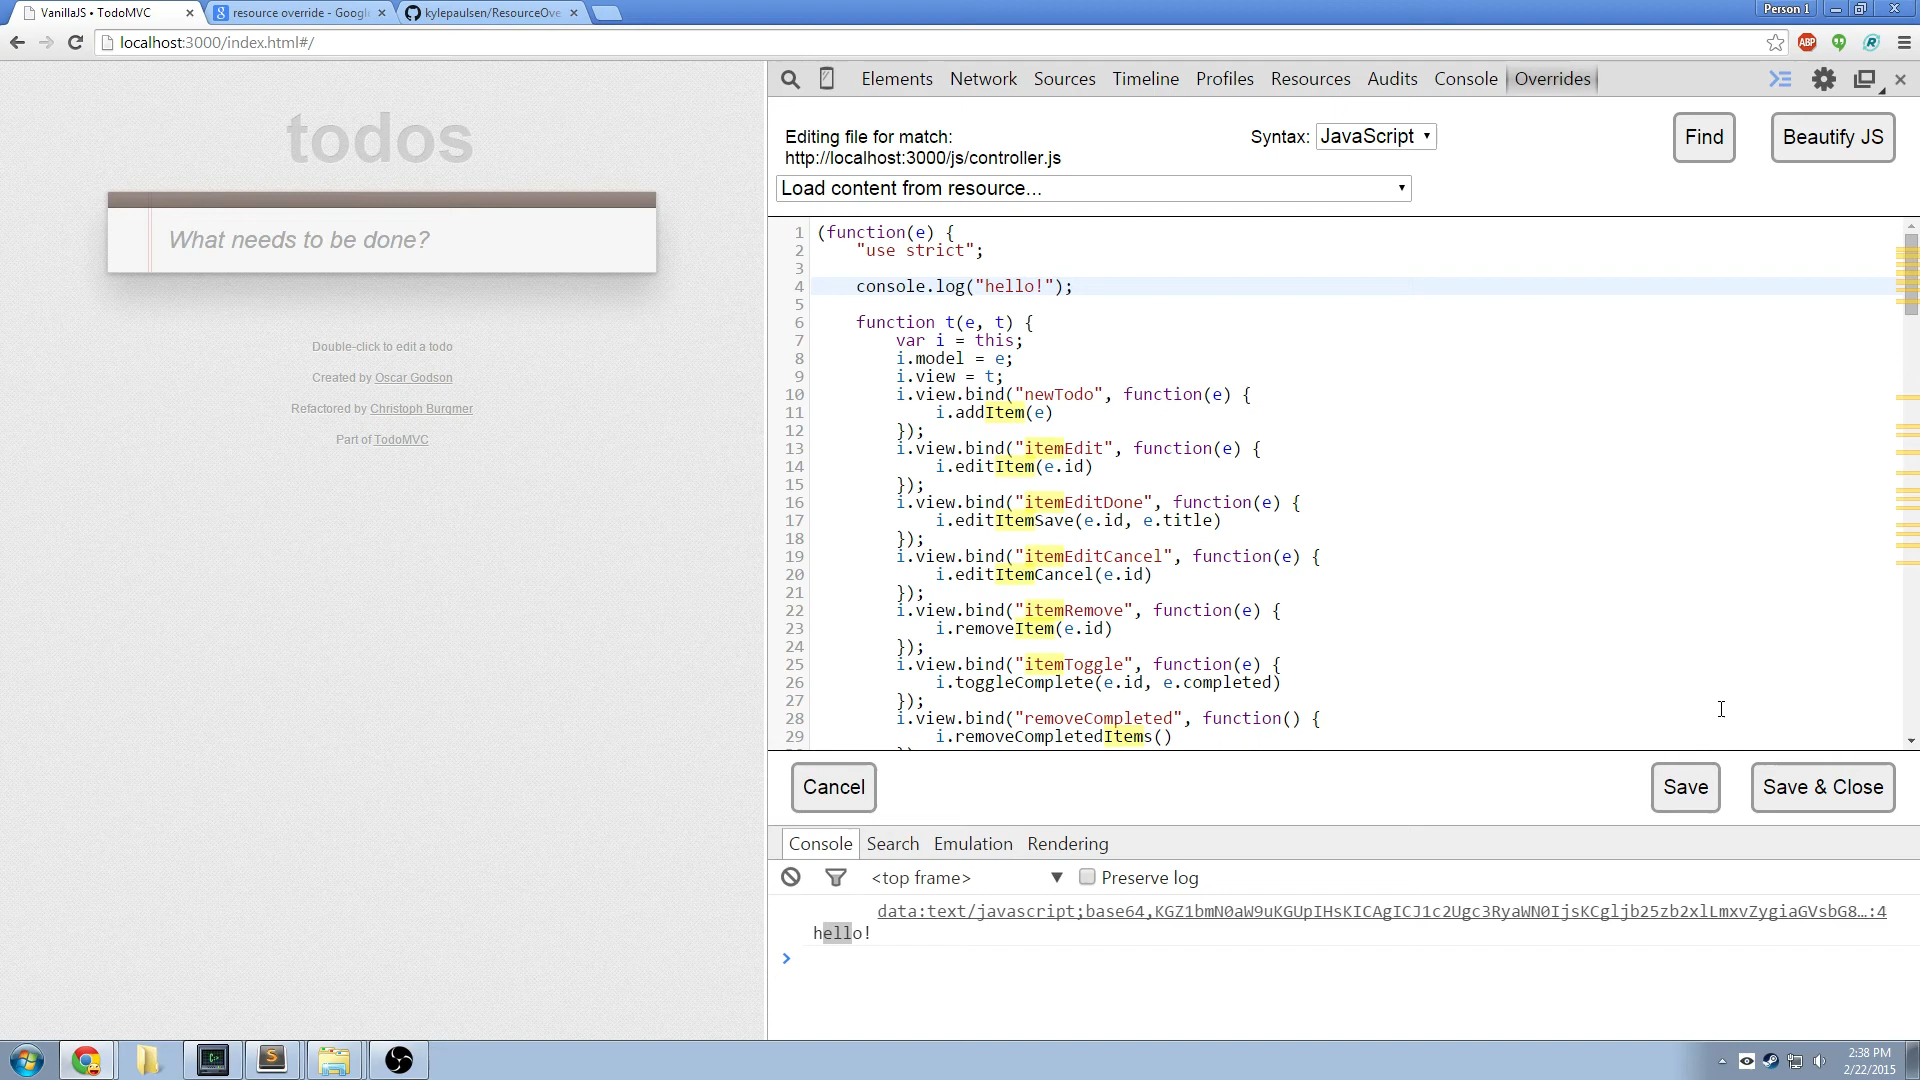 VanillaJS • TodoMVC
resource override - Googl
kylepaulsen/ResourceOve
Person 1
localhost:3000/index.html#/
ABP
todos
What needs to be done?
Double-click to edit a todo
Created by Oscar Godson
Refactored by Christoph Burgmer
Part of TodoMVC
Elements Network Sources Timeline Profiles Resources Audits Console Overrides
Editing file for match:
http://localhost:3000/js/controller.js
Syntax: JavaScript
Find
Beautify JS
Load content from resource...
1 (function(e) {
2 "use strict";
3
4 console.log("hello!");
5
6 function t(e, t) {
7 var i = this;
8 i.model = e;
9 i.view = t;
10 i.view.bind("newTodo", function(e) {
11 i.addItem(e)
12 });
13 i.view.bind("itemEdit", function(e) {
14 i.editItem(e.id)
15 });
16 i.view.bind("itemEditDone", function(e) {
17 i.editItemSave(e.id, e.title)
18 });
19 i.view.bind("itemEditCancel", function(e) {
20 i.editItemCancel(e.id)
21 });
22 i.view.bind("itemRemove", function(e) {
23 i.removeItem(e.id)
24 });
25 i.view.bind("itemToggle", function(e) {
26 i.toggleComplete(e.id, e.completed)
27 });
28 i.view.bind("removeCompleted", function() {
29 i.removeCompletedItems()
Cancel
Save
Save & Close
Console Search Emulation Rendering
<top frame>
Preserve log
data:text/javascript;base64,KGZ1bmN0aW9uKGUpIHsKICAgICJ1c2Ugc3RyaWN0IjsKCgljb25zb2xlLmxvZygiaGVsbG8…:4
hello!
2:38 PM
2/22/2015